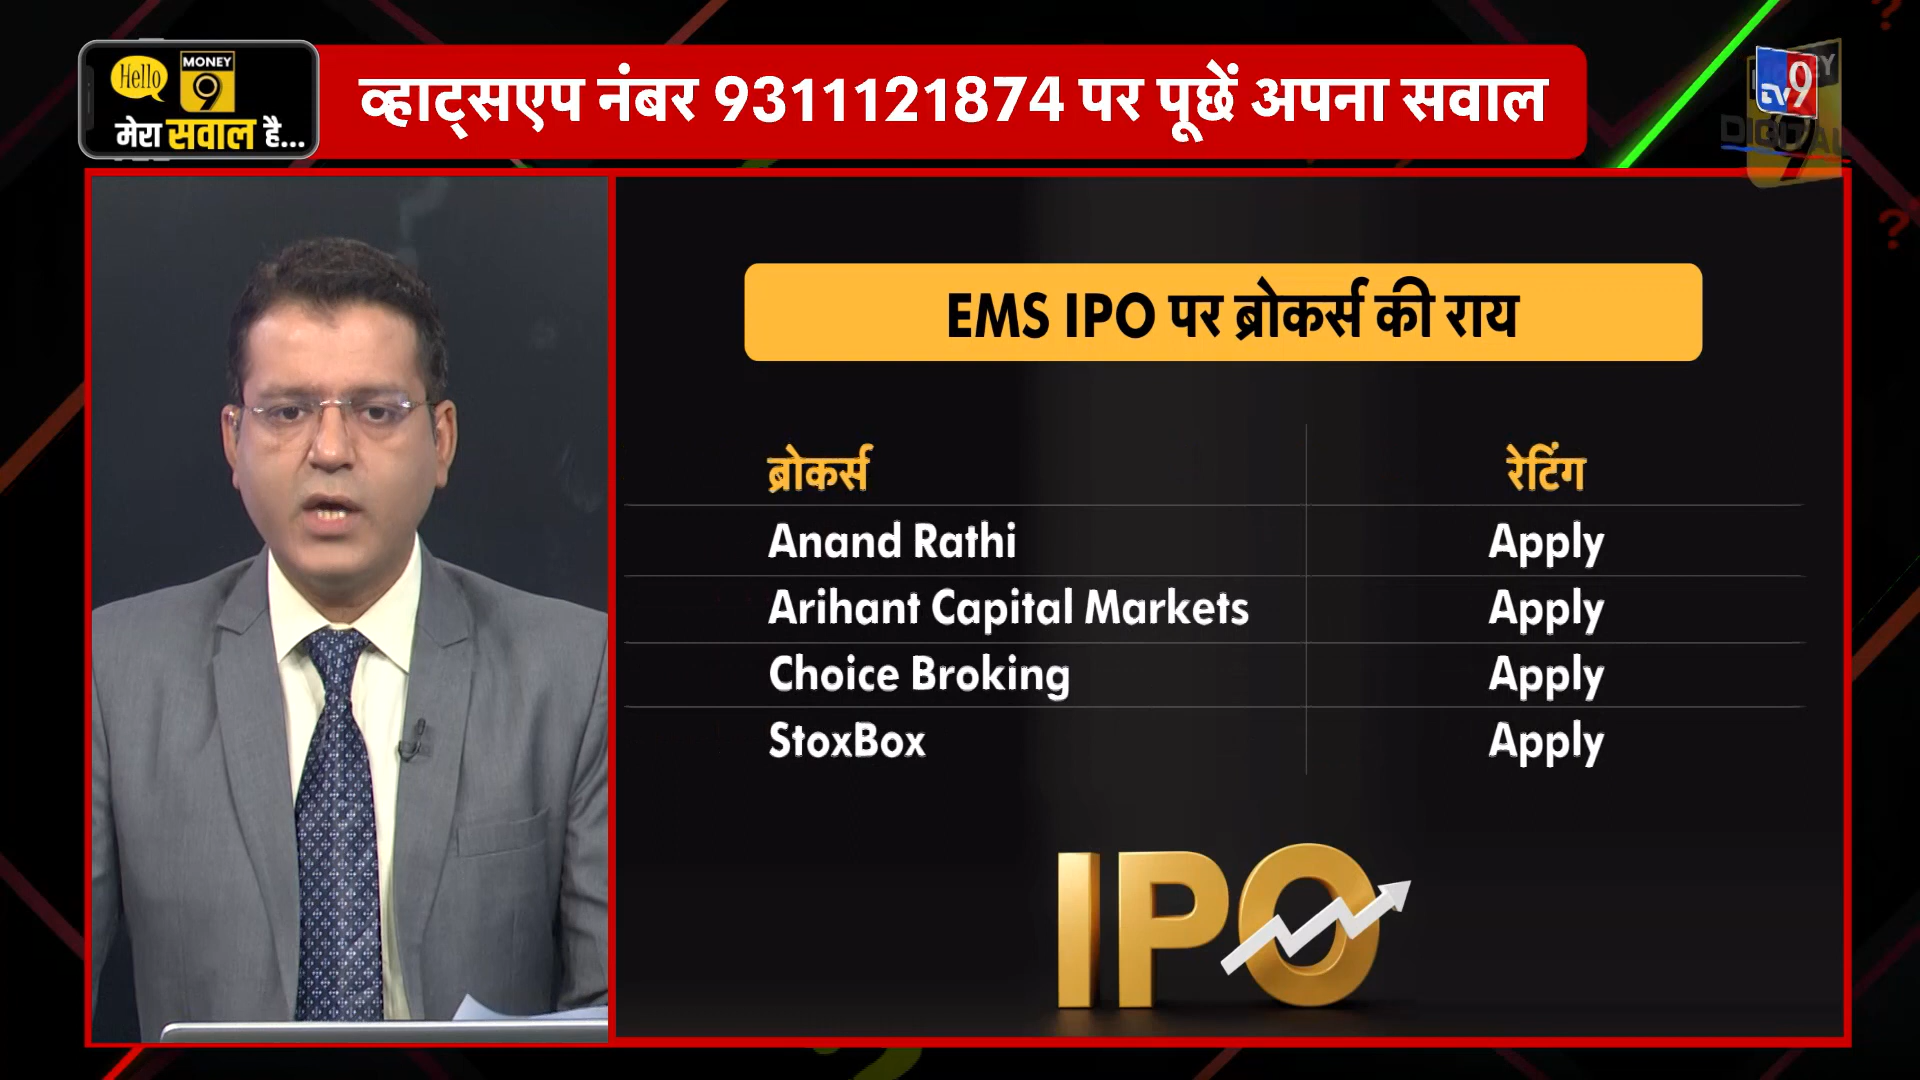 Hello
MONEY
9
मेरा सवाल है...
व्हाट्सएप नंबर 9311121874 पर पूछें अपना सवाल
TV9
DIGITAL
EMS IPO पर ब्रोकर्स की राय
ब्रोकर्स रेटिंग
Anand Rathi Apply
Arihant Capital Markets Apply
Choice Broking Apply
StoxBox Apply
IPO